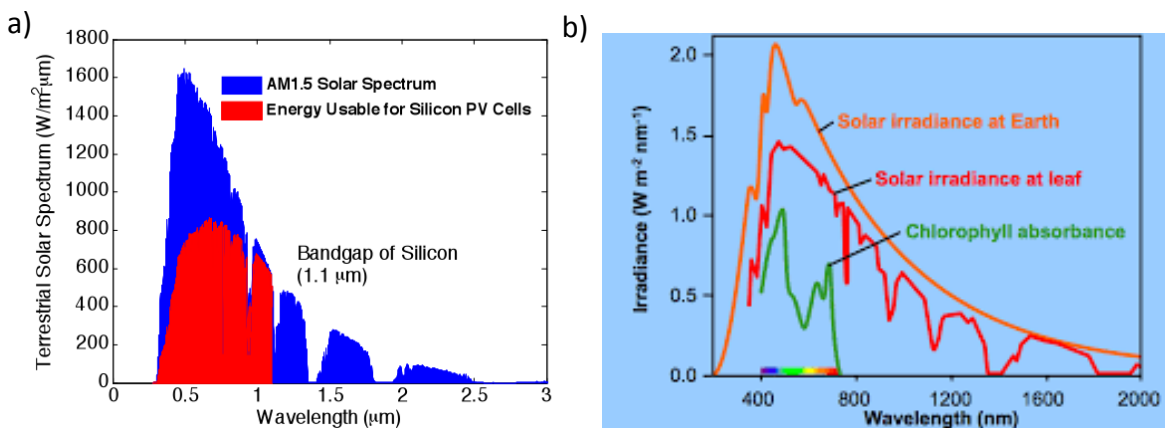 a)
1800
1600
1400
1200
1000
800
600
400
200
0
Terrestrial Solar Spectrum (W/m²μm)
AM1.5 Solar Spectrum
Energy Usable for Silicon PV Cells
Bandgap of Silicon
(1.1 μm)
0 0.5 1 1.5 2 2.5 3
Wavelength (μm)
b)
2.0
1.5
1.0
0.5
0.0
Irradiance (W m⁻² nm⁻¹)
Solar irradiance at Earth
Solar irradiance at leaf
Chlorophyll absorbance
400 800 1200 1600 2000
Wavelength (nm)